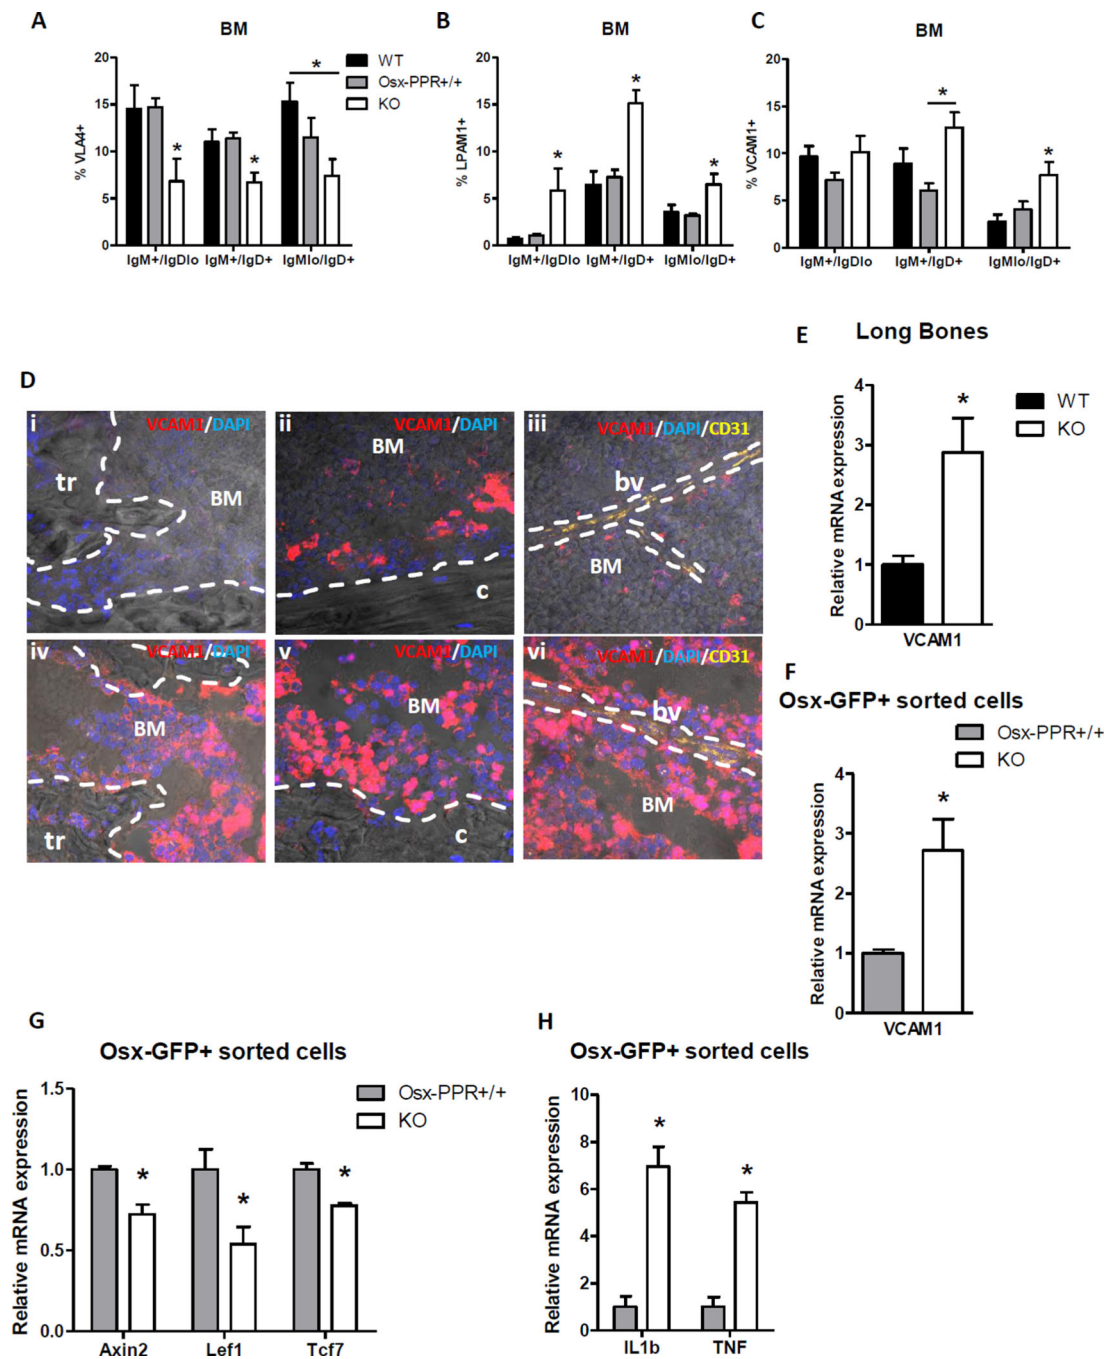 A
BM
20
15
10
5
0
% VLA4+
*
*
*
WT
Osx-PPR+/+
KO
IgM+/IgDlo
IgM+/IgD+
IgMlo/IgD+
B
BM
20
15
10
5
0
% LPAM1+
*
*
*
IgM+/IgDlo
IgM+/IgD+
IgMlo/IgD+
C
BM
20
15
10
5
0
% VCAM1+
*
*
IgM+/IgDlo
IgM+/IgD+
IgMlo/IgD+
D
i
VCAM1/DAPI
tr
BM
ii
VCAM1/DAPI
BM
c
iii
VCAM1/DAPI/CD31
bv
BM
iv
VCAM1/DAPI
BM
tr
v
VCAM1/DAPI
BM
c
vi
VCAM1/DAPI/CD31
bv
BM
E
Long Bones
4
3
2
1
0
Relative mRNA expression
*
WT
KO
VCAM1
F
Osx-GFP+ sorted cells
Osx-PPR+/+
KO
4
3
2
1
0
Relative mRNA expression
*
VCAM1
G
Osx-GFP+ sorted cells
1.5
1.0
0.5
0.0
Relative mRNA expression
*
*
*
Osx-PPR+/+
KO
Axin2
Lef1
Tcf7
H
Osx-GFP+ sorted cells
10
8
6
4
2
0
Relative mRNA expression
*
*
IL1b
TNF